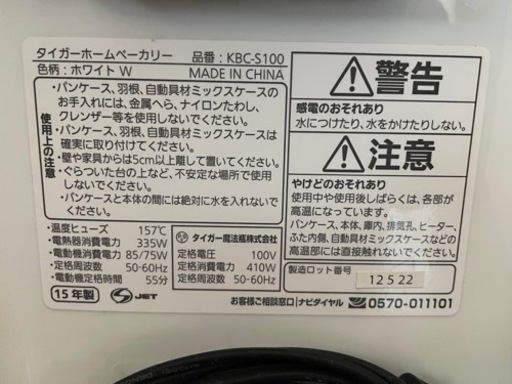 タイガーホームベーカリー 品番：KBC-S100
色柄：ホワイト W MADE IN CHINA
使用上の注意
・パンケース、羽根、自動具材ミックスケースの
お手入れには、金属へら、ナイロンたわし、
クレンザー等を使用しないでください。
・パンケース、羽根、自動具材ミックスケースは
確実に取り付けてください。
・壁や家具からは5cm以上離して置いてください。
・ぐらついた台の上など、不安定な場所で使用
しないでください。
・パンケースと本体の間には絶対に水を入れないでください。
・温度ヒューズ 157℃
・電熱器消費電力 335W
・電動機消費電力 85/75W
・定格周波数 50-60Hz
・電動機定格時間 55分
タイガー魔法瓶株式会社
定格電圧 100V
定格消費電力 410W
定格周波数 50-60Hz
15年製
S JET
警告
感電のおそれあり
水につけたり、水をかけたりしない。
注意
やけどのおそれあり
使用中や使用後しばらくは、各部が
高温になっています。
パンケース、本体、庫内、排気孔、ヒーター、
ふた内側、自動具材ミックスケースなどの
高温部には直接触れないでください。
製造ロット番号
12522
お客様ご相談窓口 ナビダイヤル 0570-011101